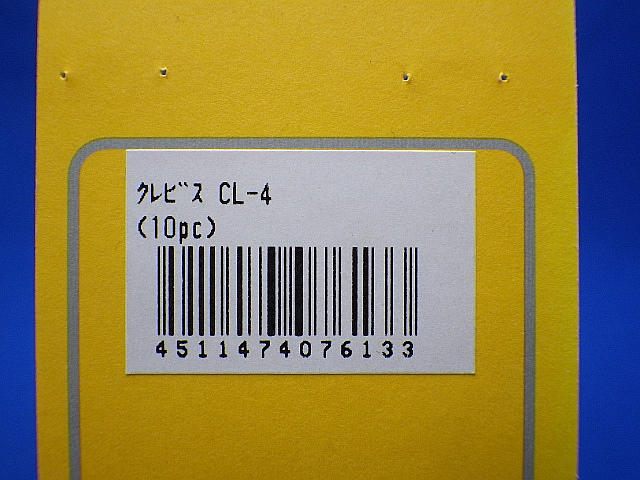 ｸﾚﾋﾞｽ CL-4
(10pc)
4511474076133